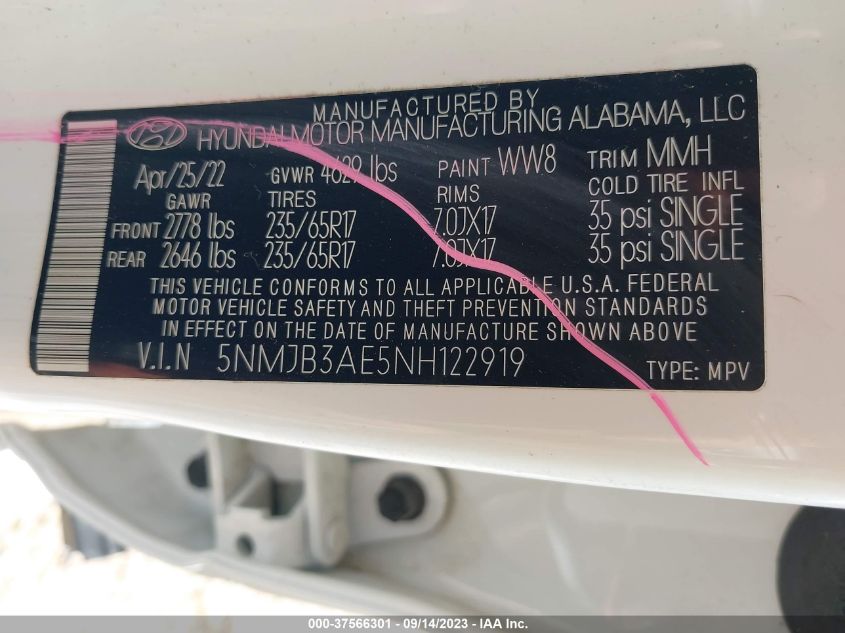 MANUFACTURED BY
HYUNDAI MOTOR MANUFACTURING ALABAMA, LLC
Apr/25/22 GVWR 4629 lbs PAINT WW8 TRIM MMH
GAWR TIRES RIMS COLD TIRE INFL
FRONT 2778 lbs 235/65R17 7.0JX17 35 psi SINGLE
REAR 2646 lbs 235/65R17 7.0JX17 35 psi SINGLE
THIS VEHICLE CONFORMS TO ALL APPLICABLE U.S.A. FEDERAL
MOTOR VEHICLE SAFETY AND THEFT PREVENTION STANDARDS
IN EFFECT ON THE DATE OF MANUFACTURE SHOWN ABOVE.
V.I.N 5NMJB3AE5NH122919 TYPE: MPV
000-37566301 - 09/14/2023 - IAA Inc.